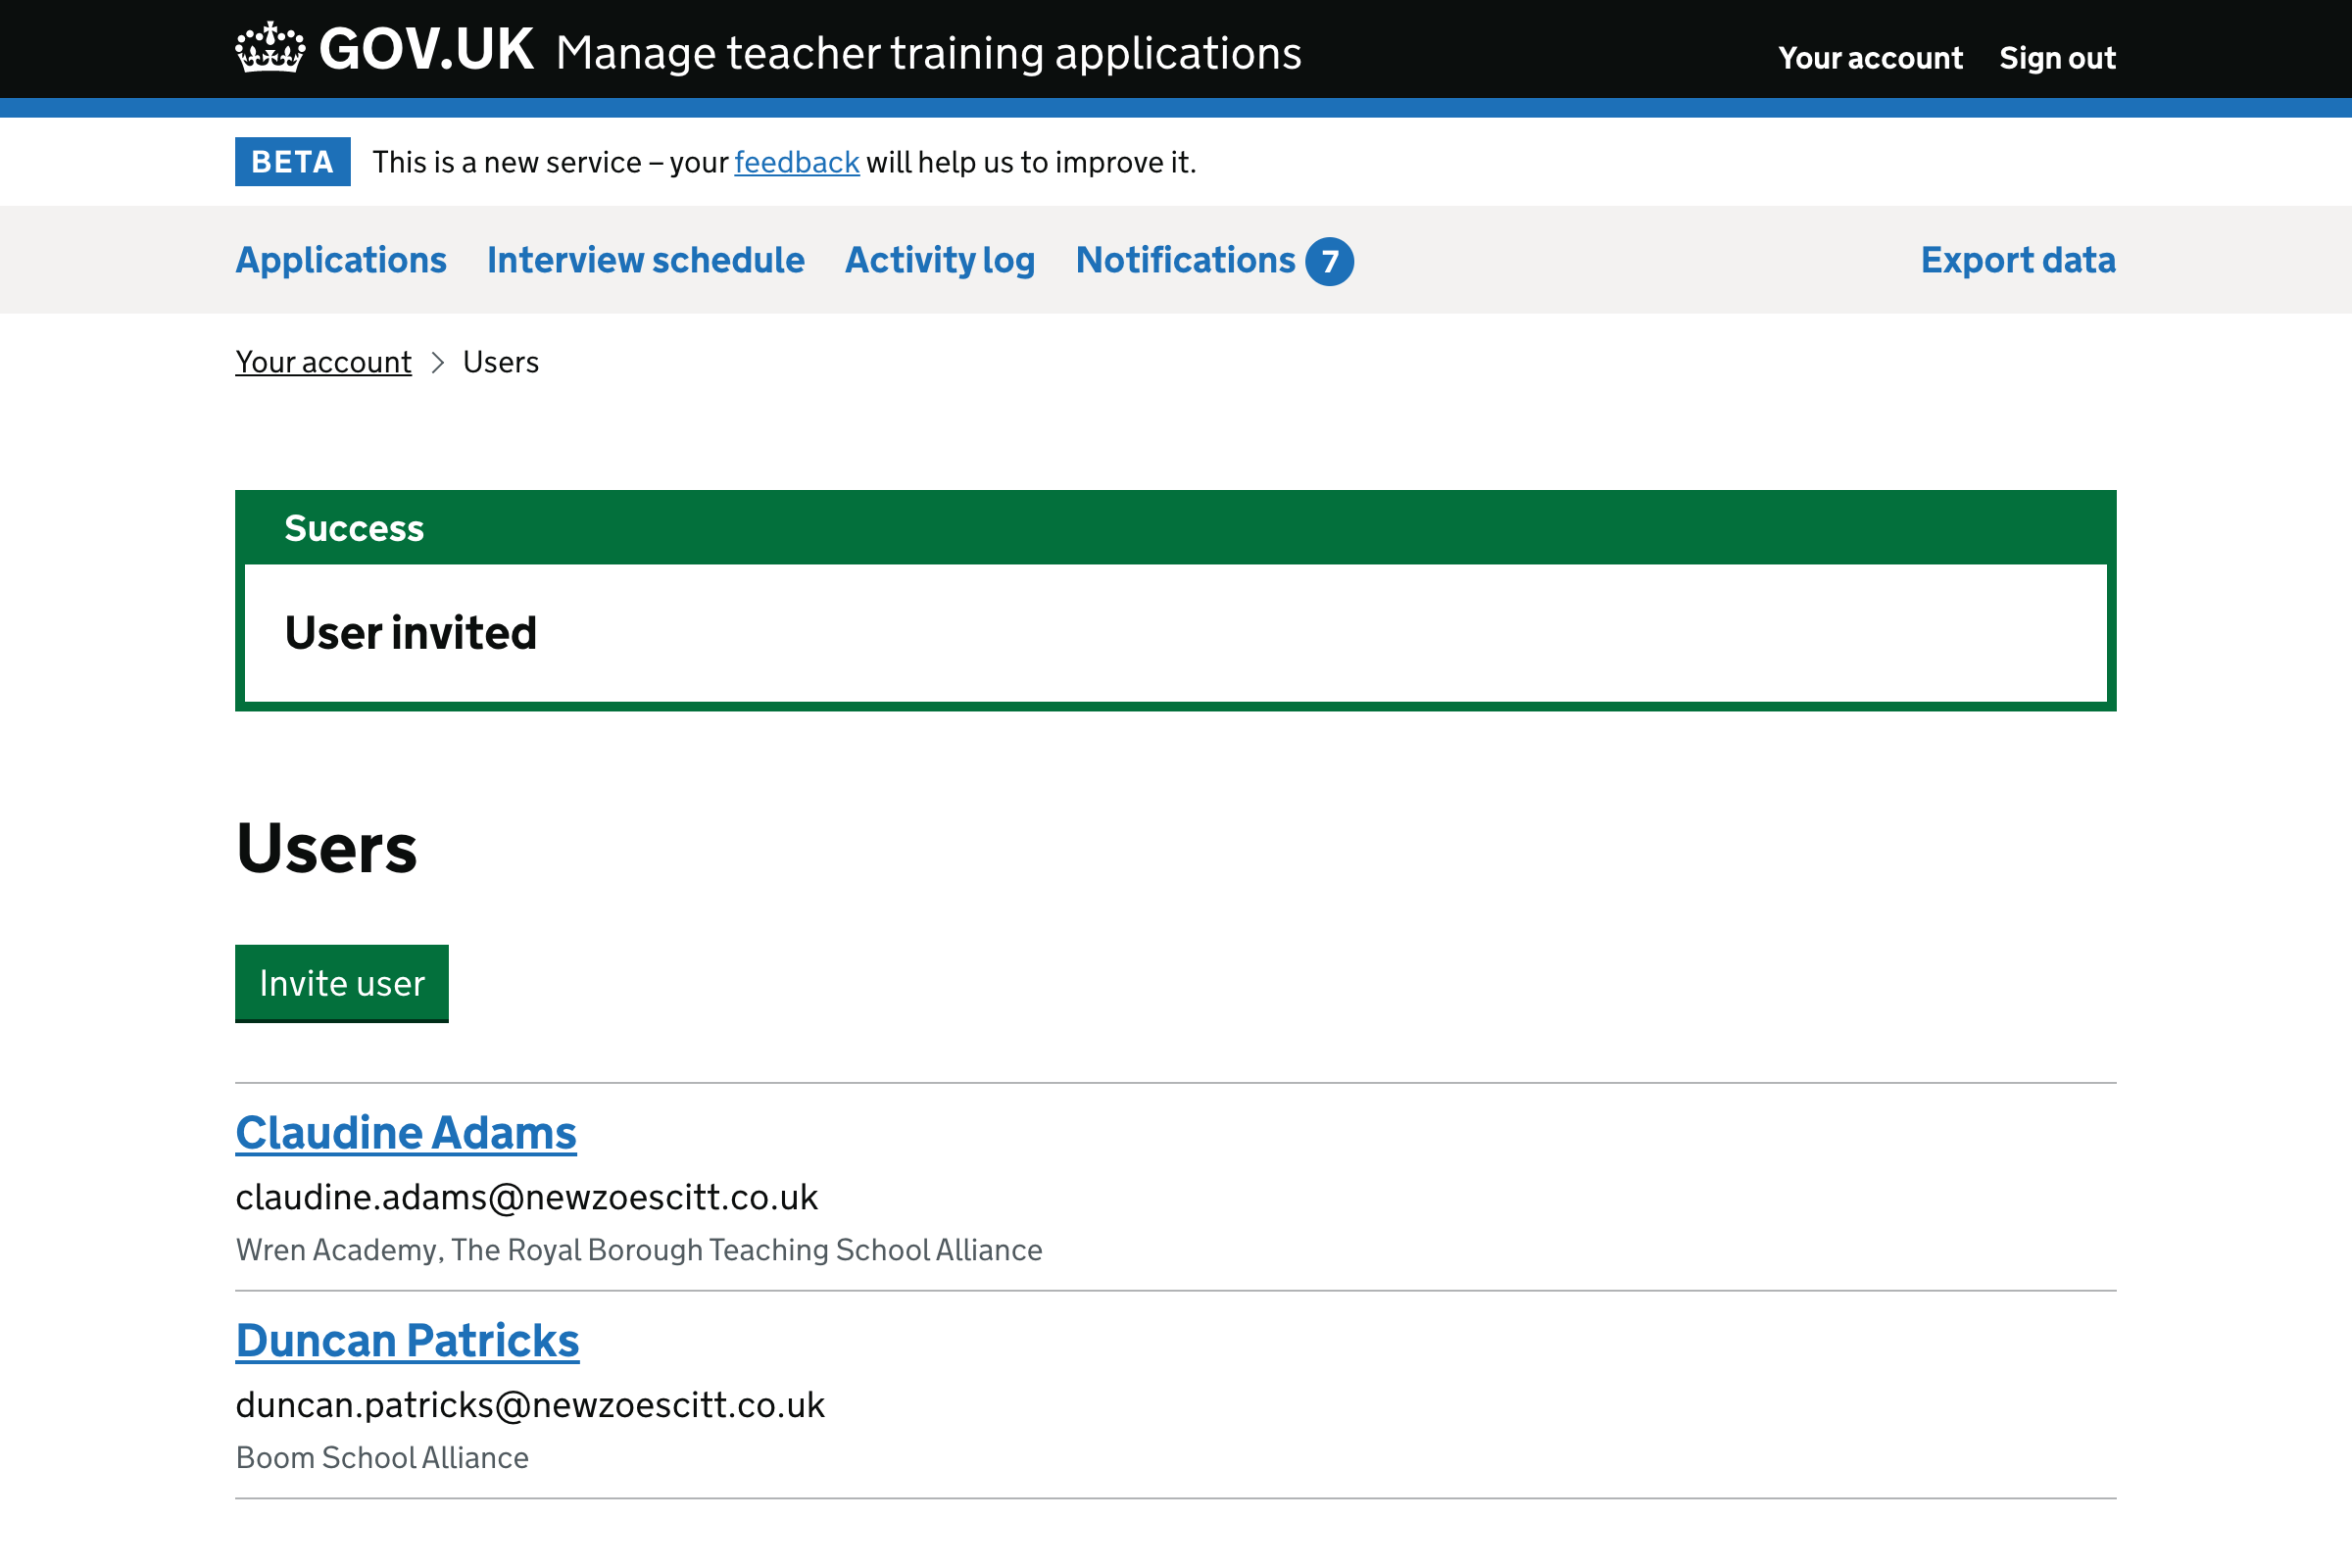 GOV.UK Manage teacher training applications Your account Sign out
BETA This is a new service – your feedback will help us to improve it.
Applications Interview schedule Activity log Notifications 7 Export data
Your account > Users
Success
User invited
Users
Invite user
Claudine Adams
claudine.adams@newzoescitt.co.uk
Wren Academy, The Royal Borough Teaching School Alliance
Duncan Patricks
duncan.patricks@newzoescitt.co.uk
Boom School Alliance